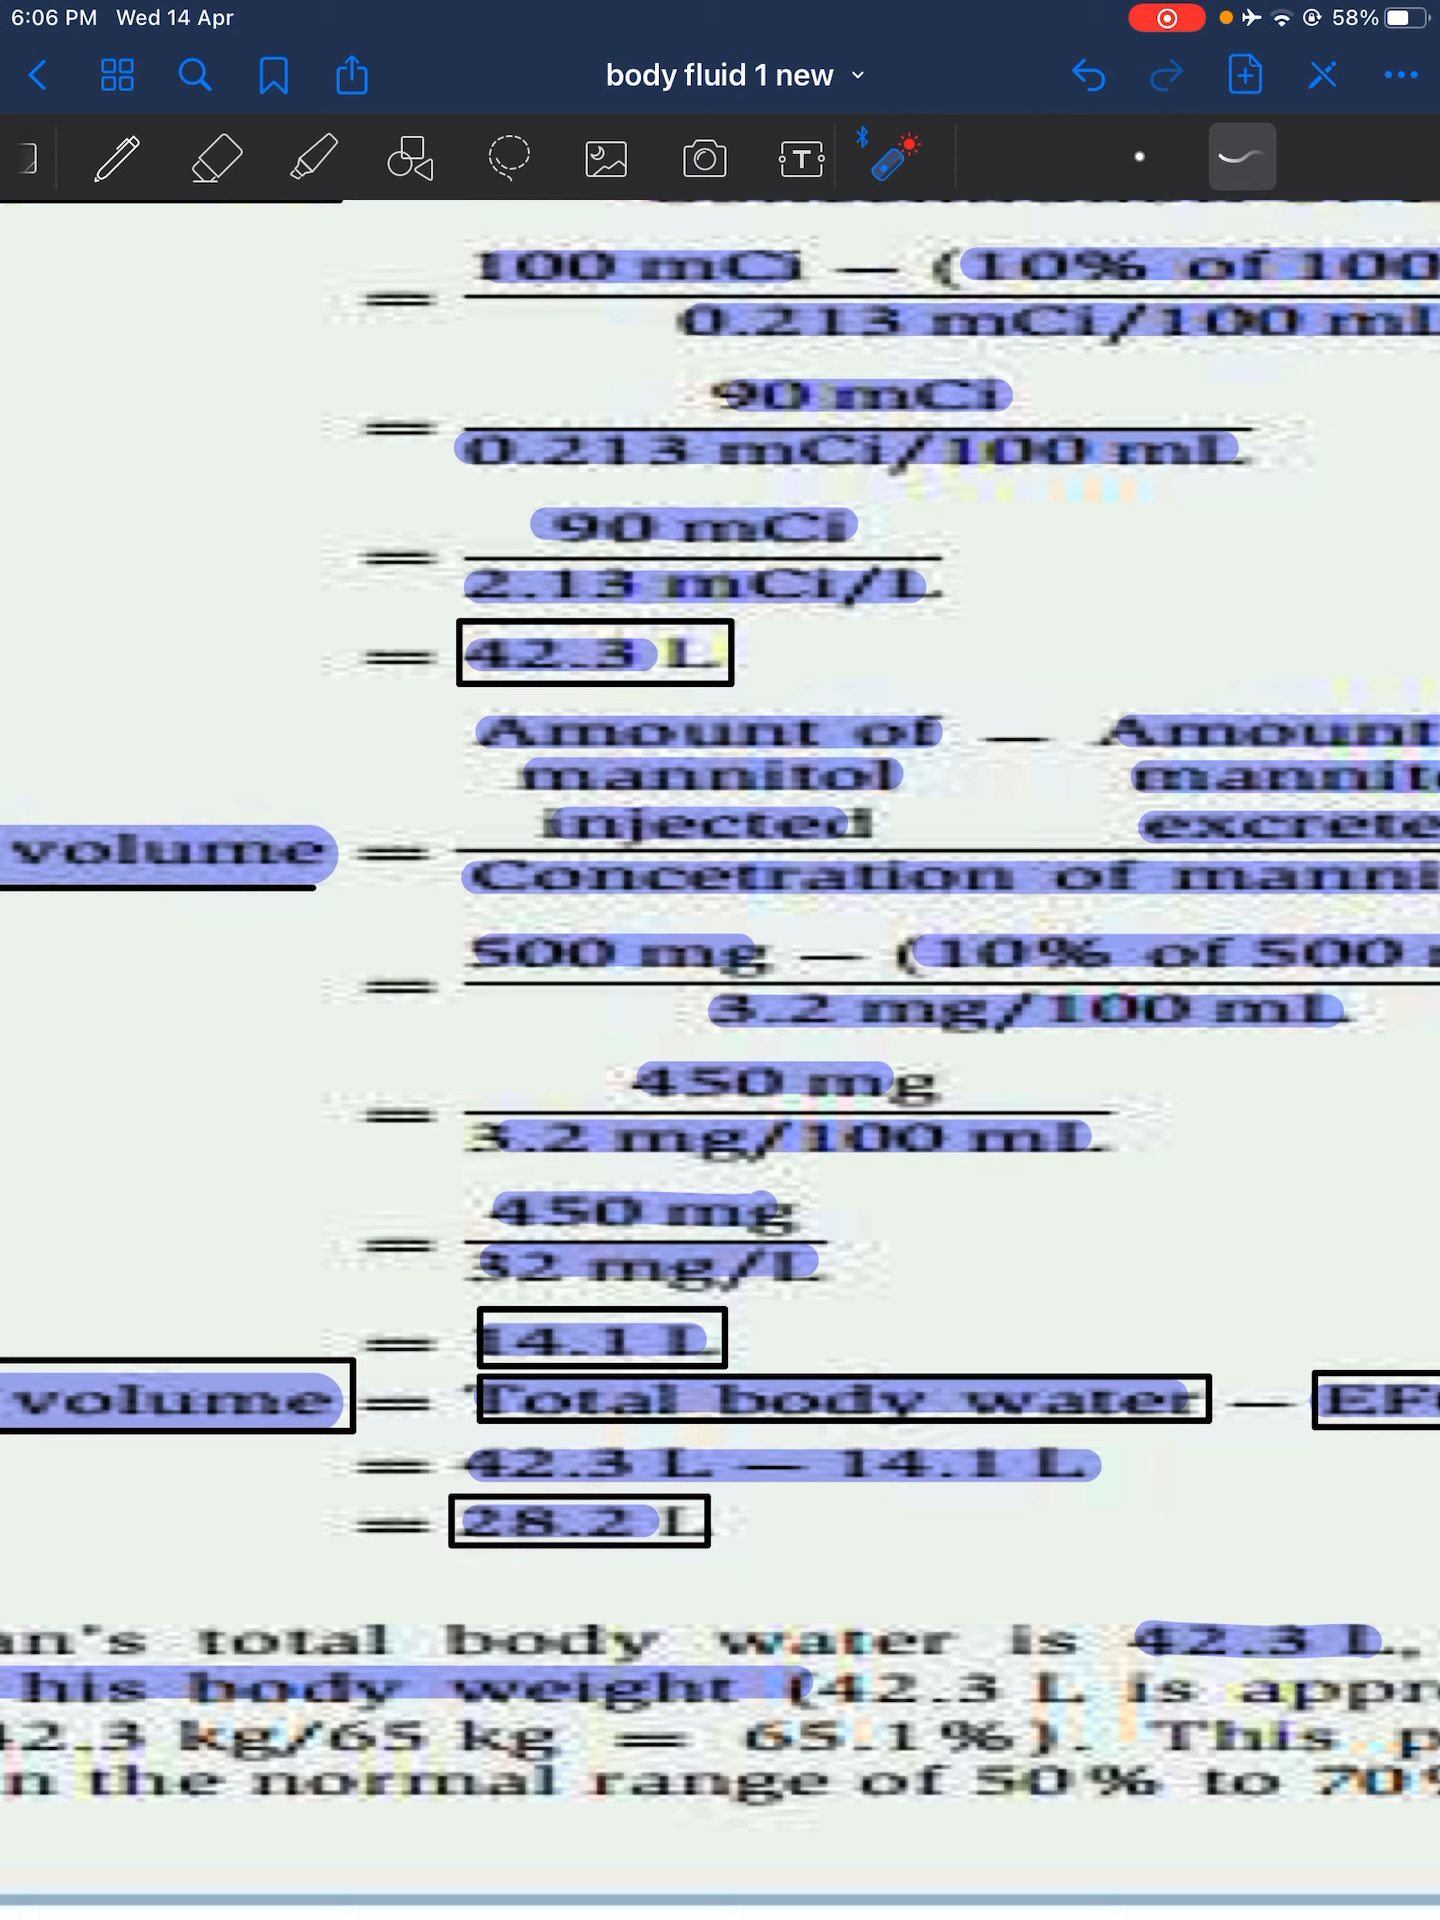 6:06 PM Wed 14 Apr
58%
body fluid 1 new
T
100 mCi — (10% of 100
= 0.213 mCi/100 mL
90 mCi
= 0.213 mCi/100 mL
90 mCi
= 2.13 mCi/L
= 42.3 L
Amount of — Amount
mannitol
injected
volume =
Concetration of
500 mg — (10% of 500
= 3.2 mg/100 mL
450 mg
= 3.2 mg/100 mL
450 mg
= 32 mg/L
= 14.1 L
volume = Total body water —
= 42.3 L — 14.1 L
= 28.2 L
total body water is 42.3 L,
his body weight (42.3 L is
kg/65 kg = 65.1%). This
the normal range of 50% to